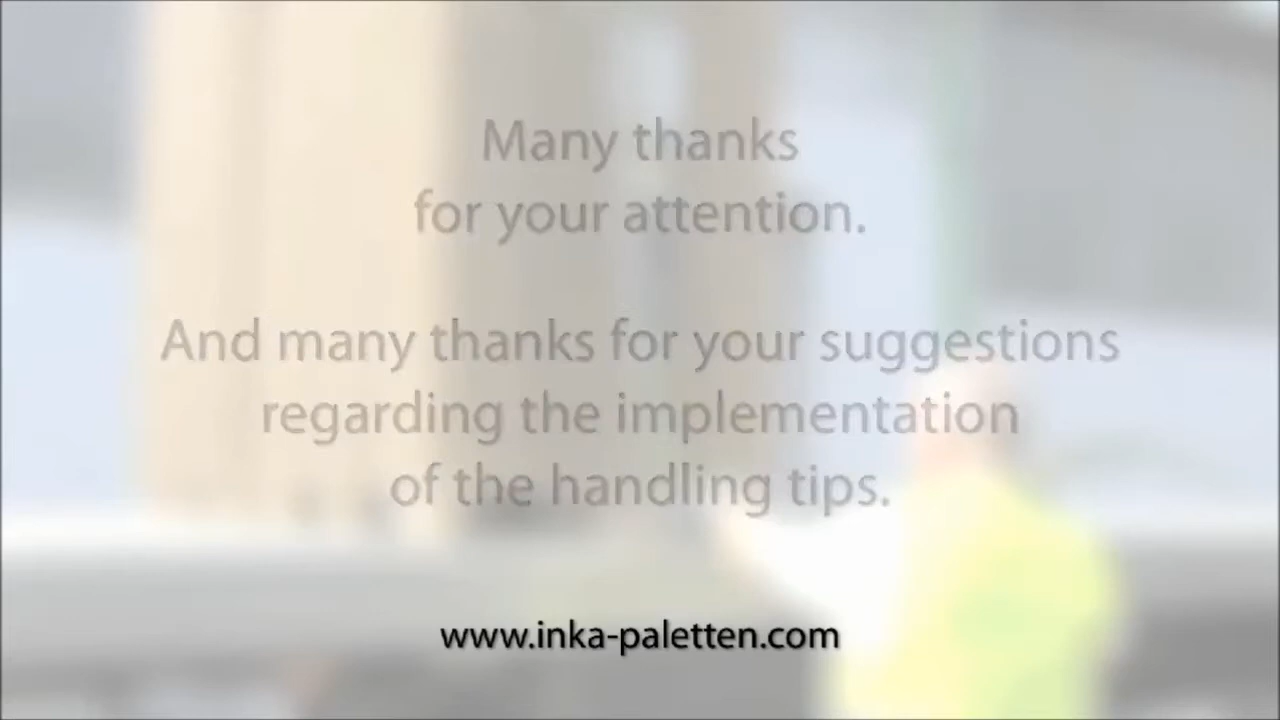 Many thanks
for your attention.
And many thanks for your suggestions
regarding the implementation
of the handling tips.
www.inka-paletten.com